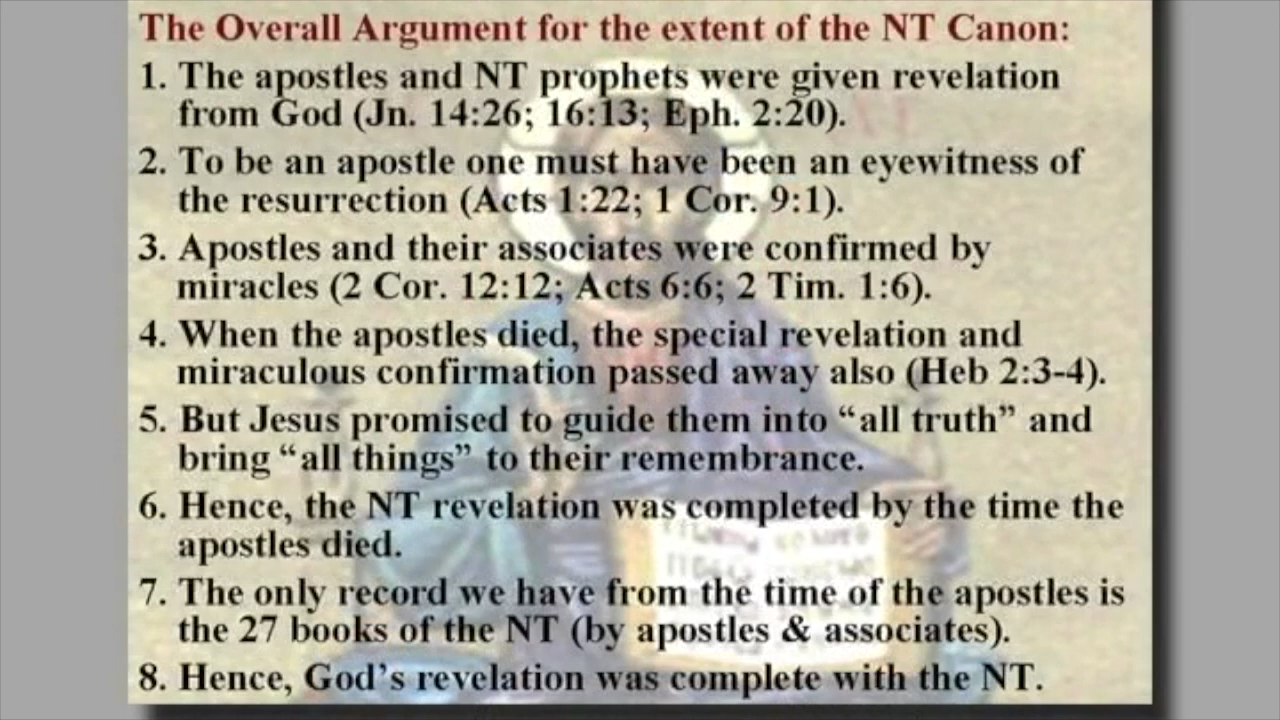 The Overall Argument for the extent of the NT Canon:
1. The apostles and NT prophets were given revelation
from God (Jn. 14:26; 16:13; Eph. 2:20).
2. To be an apostle one must have been an eyewitness of
the resurrection (Acts 1:22; 1 Cor. 9:1).
3. Apostles and their associates were confirmed by
miracles (2 Cor. 12:12; Acts 6:6; 2 Tim. 1:6).
4. When the apostles died, the special revelation and
miraculous confirmation passed away also (Heb 2:3-4).
5. But Jesus promised to guide them into “all truth” and
bring “all things” to their remembrance.
6. Hence, the NT revelation was completed by the time the
apostles died.
7. The only record we have from the time of the apostles is
the 27 books of the NT (by apostles & associates).
8. Hence, God’s revelation was complete with the NT.